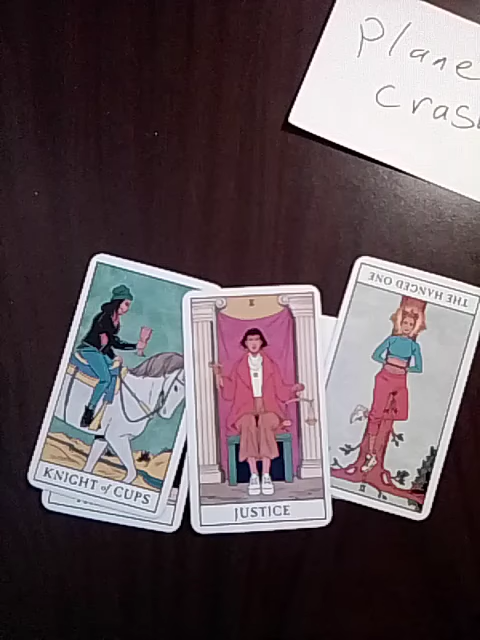 Plane
Cras
THE HANGED ONE
KNIGHT of CUPS
JUSTICE